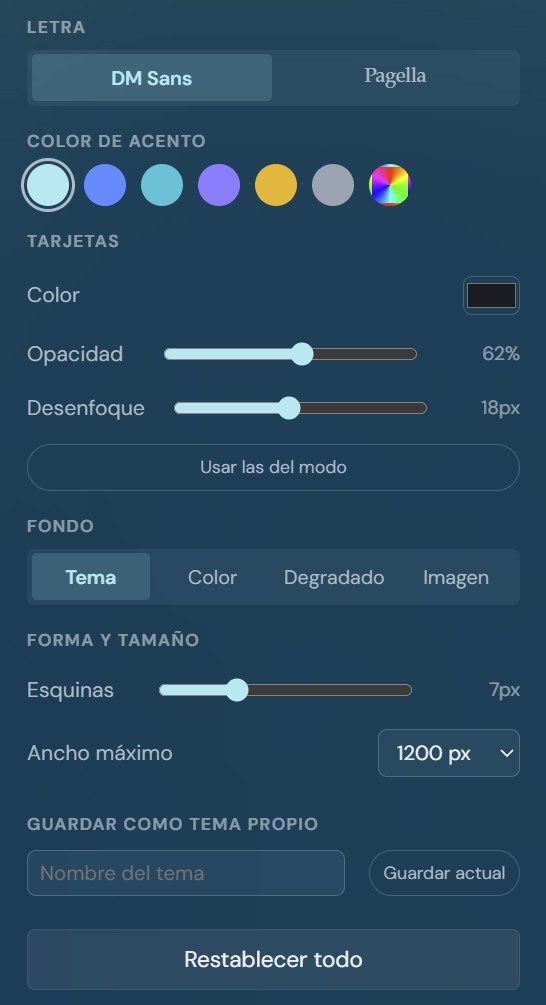 LETRA
DM Sans Pagella
COLOR DE ACENTO
TARJETAS
Color
Opacidad 62%
Desenfoque 18px
Usar las del modo
FONDO
Tema Color Degradado Imagen
FORMA Y TAMAÑO
Esquinas 7px
Ancho máximo 1200 px
GUARDAR COMO TEMA PROPIO
Nombre del tema Guardar actual
Restablecer todo